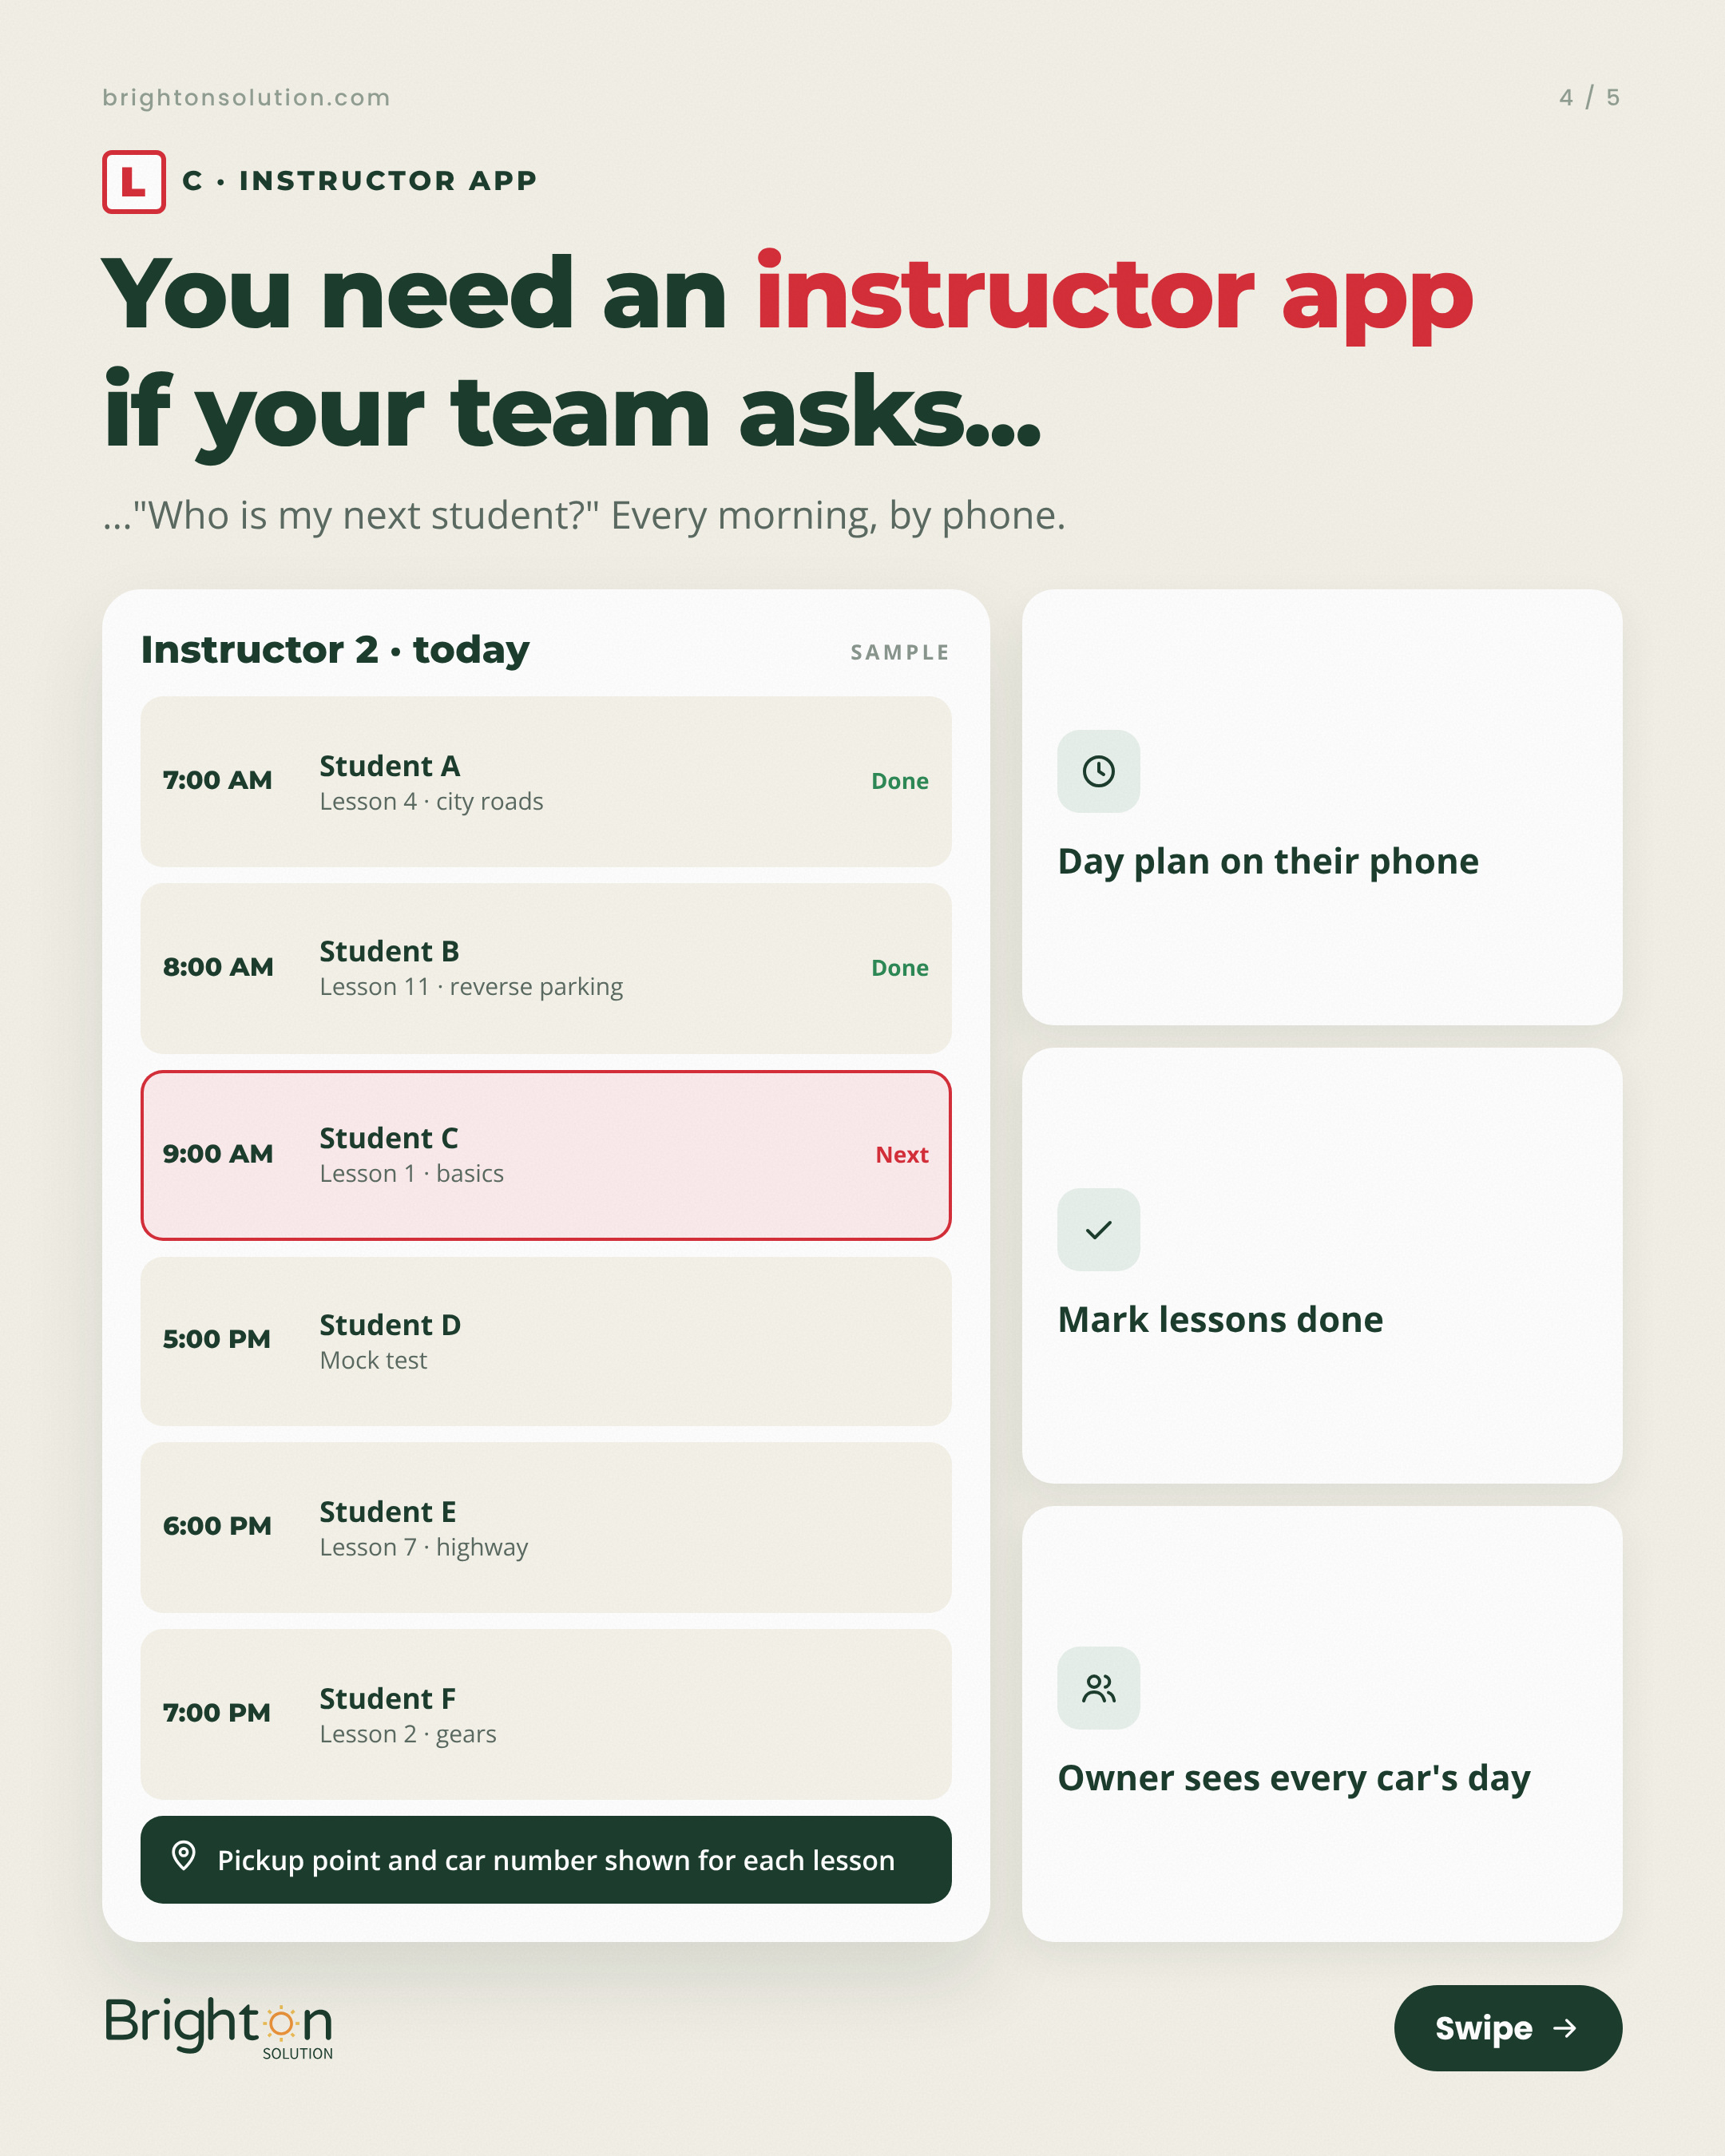 brightonsolution.com
4 / 5
L
C · INSTRUCTOR APP
You need an instructor app
if your team asks...
..."Who is my next student?" Every morning, by phone.
Instructor 2 · today
SAMPLE
7:00 AM
Student A
Lesson 4 · city roads
Done
8:00 AM
Student B
Lesson 11 · reverse parking
Done
9:00 AM
Student C
Lesson 1 · basics
Next
5:00 PM
Student D
Mock test
6:00 PM
Student E
Lesson 7 · highway
7:00 PM
Student F
Lesson 2 · gears
Pickup point and car number shown for each lesson
Day plan on their phone
Mark lessons done
Owner sees every car's day
Brighton
SOLUTION
Swipe →